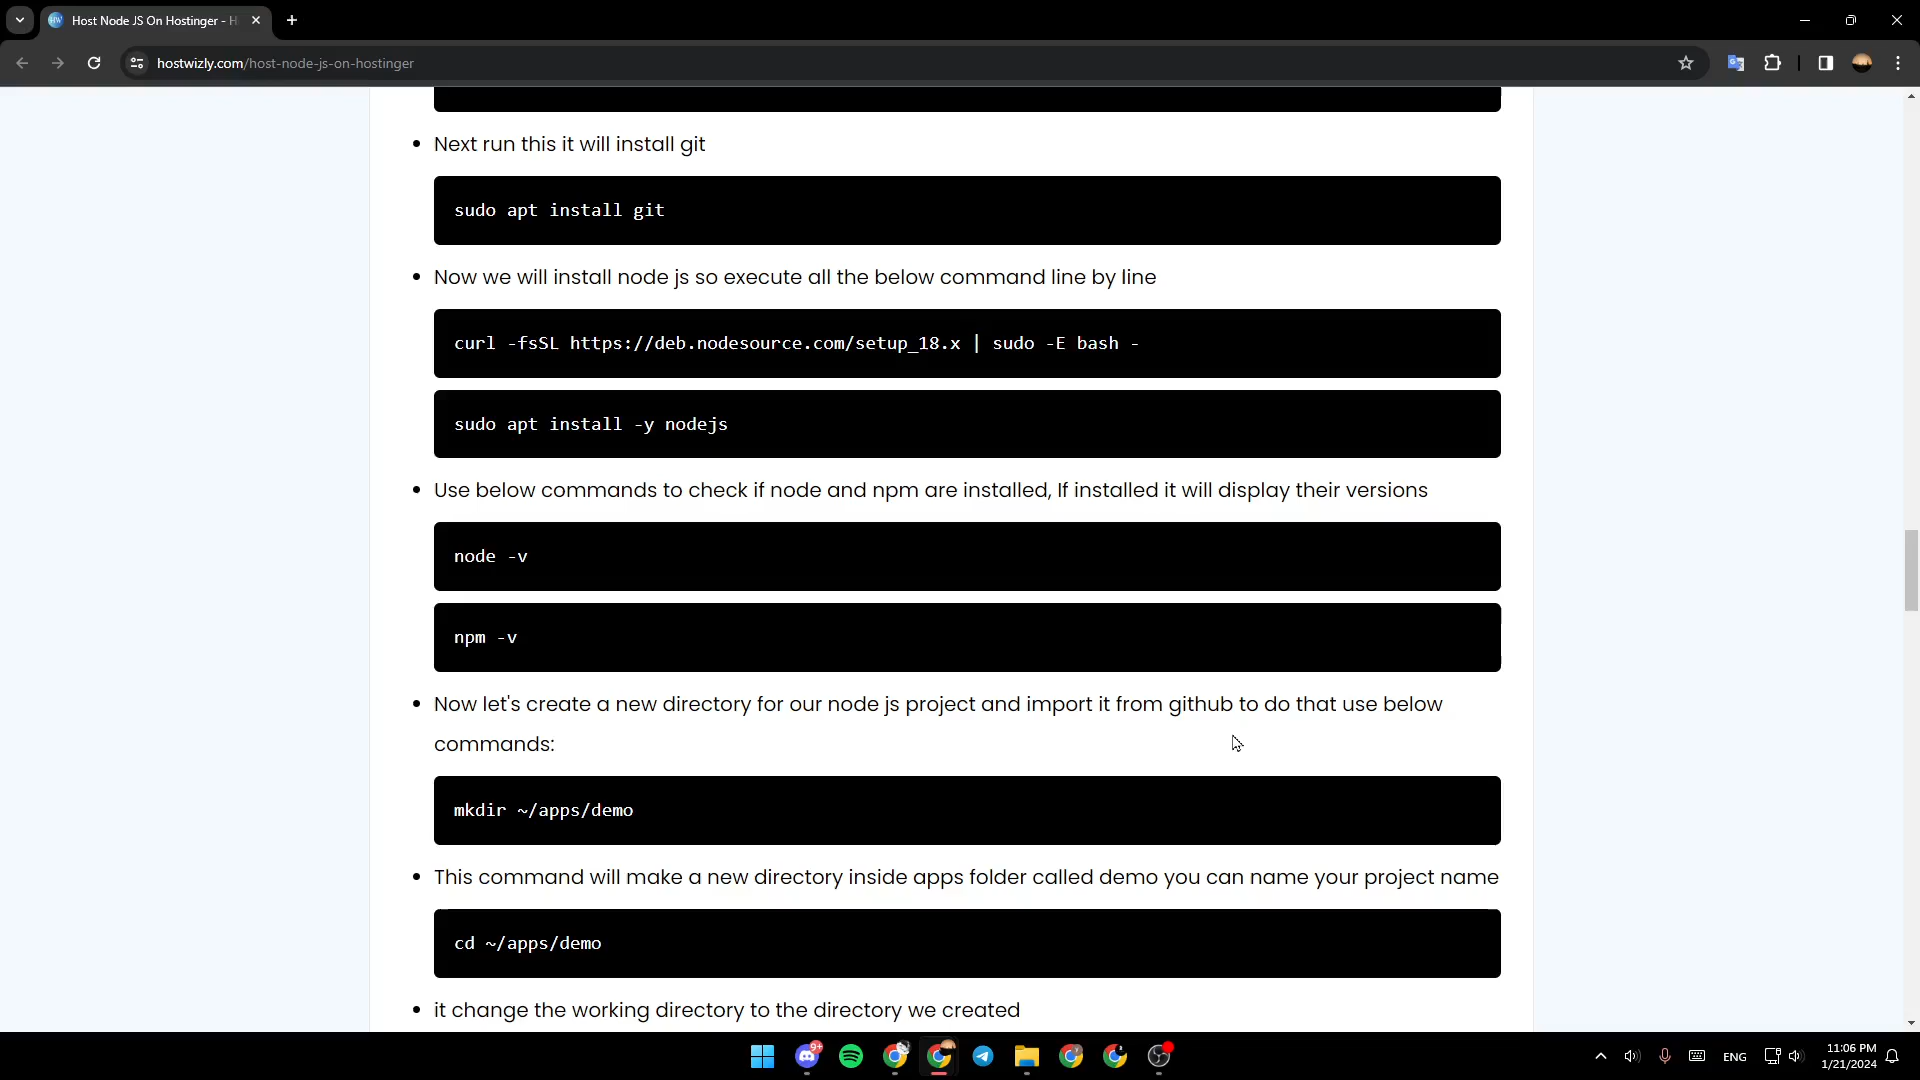 Host Node JS On Hostinger - H
hostwizly.com/host-node-js-on-hostinger
• Next run this it will install git
sudo apt install git
• Now we will install node js so execute all the below command line by line
curl -fsSL https://deb.nodesource.com/setup_18.x | sudo -E bash -
sudo apt install -y nodejs
• Use below commands to check if node and npm are installed, If installed it will display their versions
node -v
npm -v
• Now let's create a new directory for our node js project and import it from github to do that use below
commands:
mkdir ~/apps/demo
• This command will make a new directory inside apps folder called demo you can name your project name
cd ~/apps/demo
• it change the working directory to the directory we created
9+
ENG
11:06 PM
1/21/2024